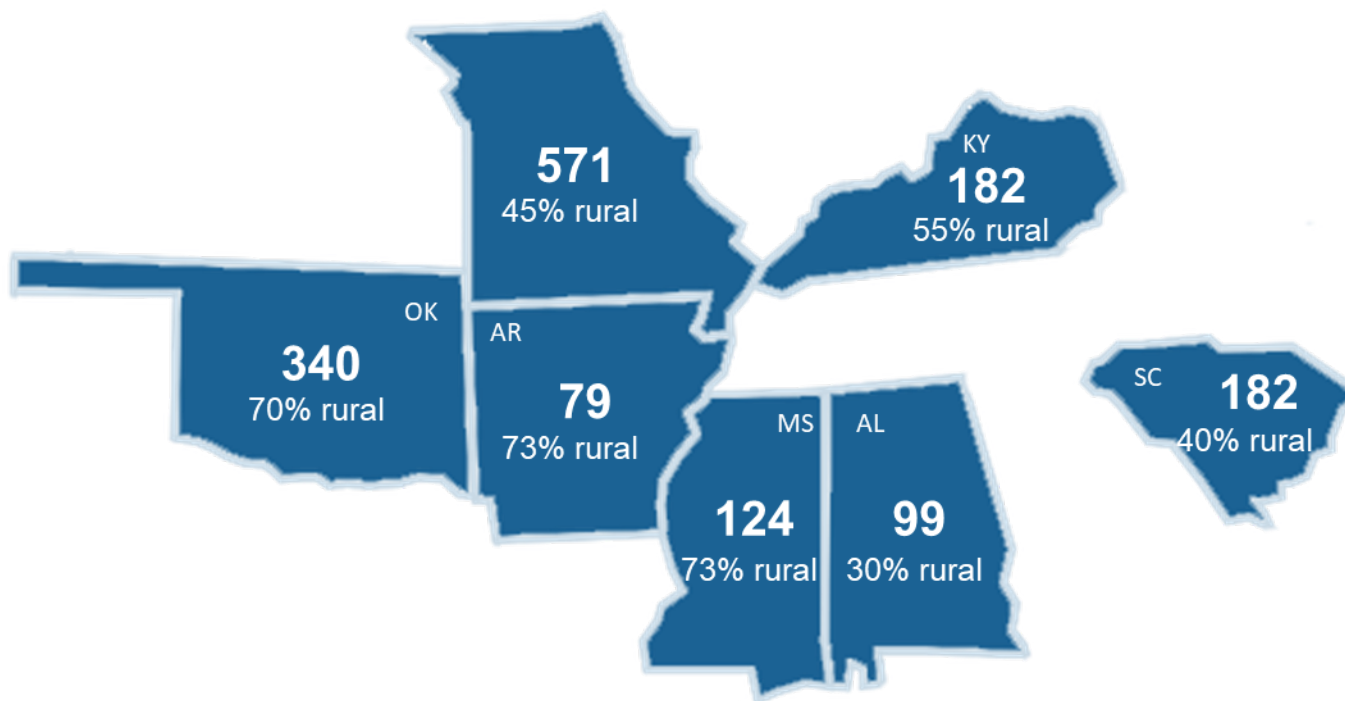 571
45% rural
KY
182
55% rural
OK
340
70% rural
AR
79
73% rural
MS
124
73% rural
AL
99
30% rural
SC
182
40% rural